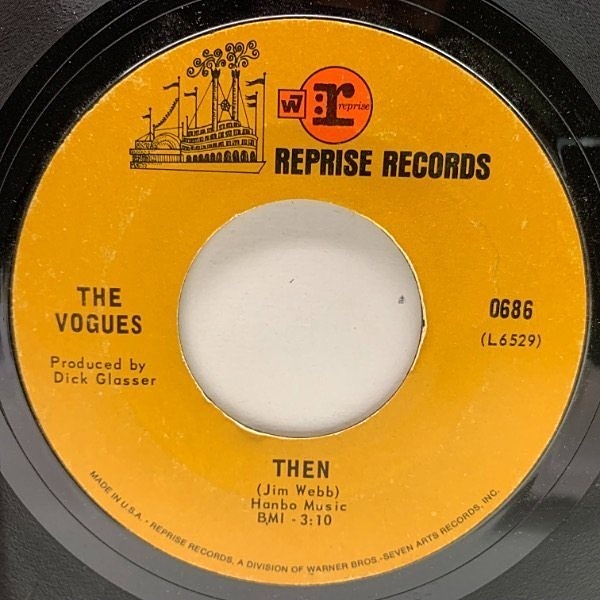 W7
r
reprise
REPRISE RECORDS
THE
VOGUES
Produced by
Dick Glasser
0686
(L6529)
THEN
(Jim Webb)
Hanbo Music
BMI - 3:10
MADE IN U.S.A. - REPRISE RECORDS, A DIVISION OF WARNER BROS.-SEVEN ARTS RECORDS, INC.